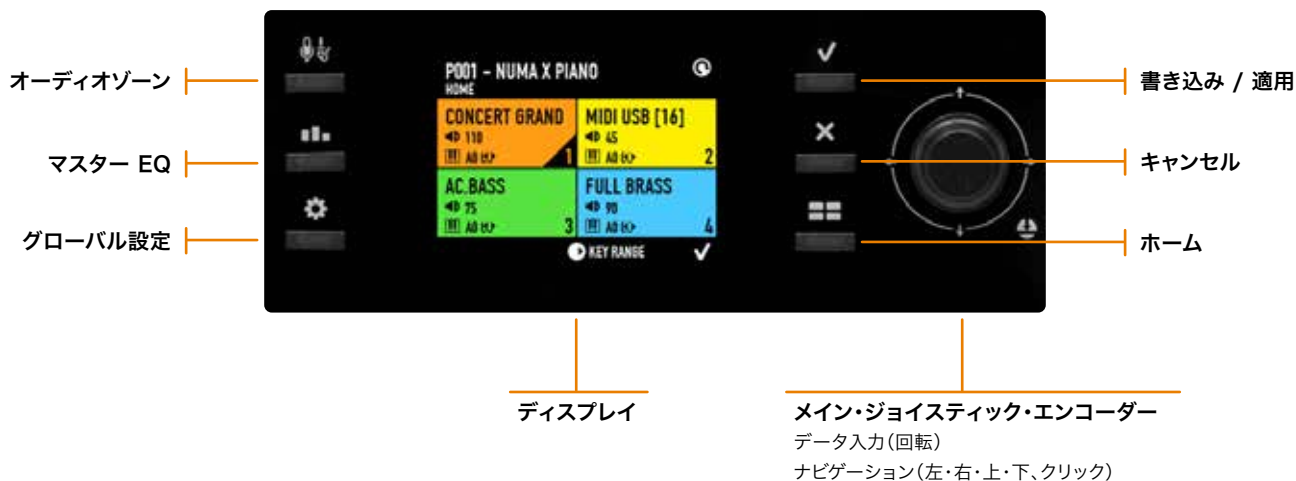 オーディオゾーン
マスター EQ
グローバル設定
P001 - NUMA X PIANO
HOME
CONCERT GRAND
110
A0
1
MIDI USB [16]
45
A0
2
AC.BASS
75
A0
3
FULL BRASS
90
A0
4
KEY RANGE
書き込み / 適用
キャンセル
ホーム
ディスプレイ
メイン・ジョイスティック・エンコーダー
データ入力(回転)
ナビゲーション(左・右・上・下、クリック)